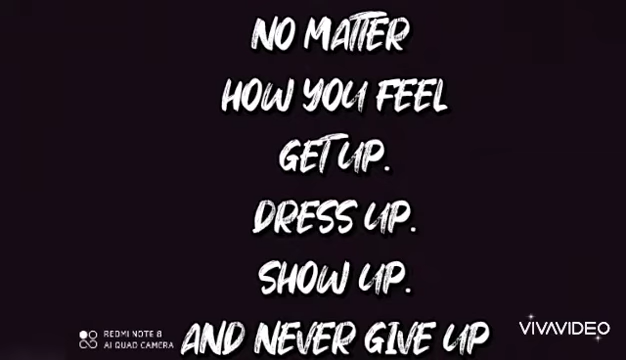 NO MATTER
HOW YOU FEEL
GET UP.
DRESS UP.
SHOW UP.
AND NEVER GIVE UP
REDMI NOTE 8
AI QUAD CAMERA
VIVAVIDEO